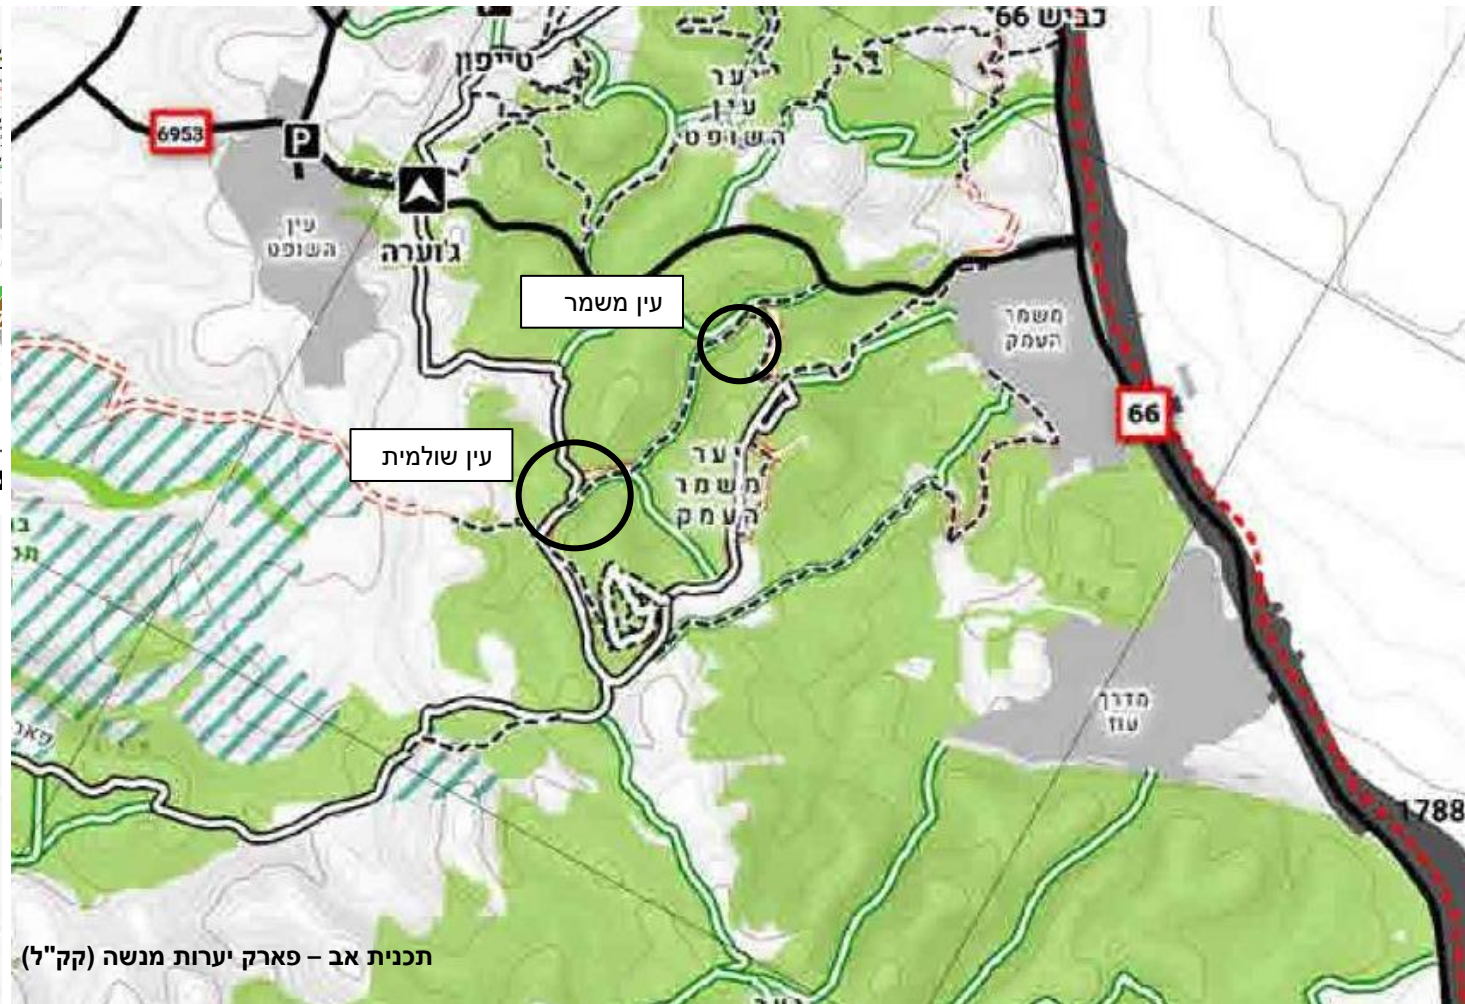 כביש 66
טייפון
יער
עין
השופט
6953
P
עין
השופט
ג'וערה
עין משמר
משמר
העמק
66
עין שולמית
יער
משמר
העמק
מדרך
עוז
1788
פאר
תכנית אב – פארק יערות מנשה (קק"ל)